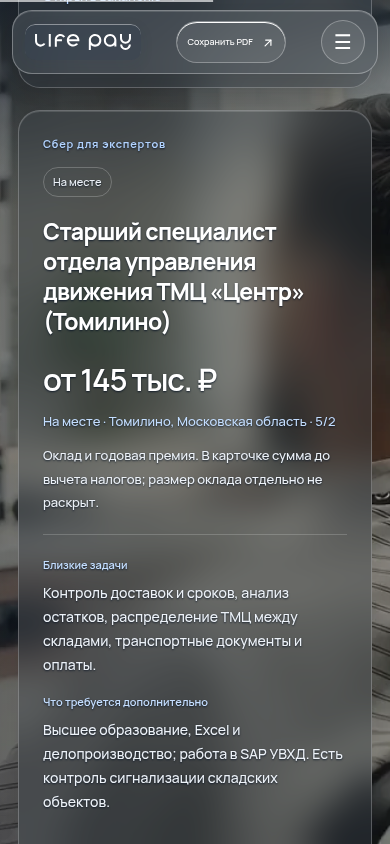 LIFE PAY
Сохранить PDF
Сбер для экспертов
На месте
Старший специалист
отдела управления
движения ТМЦ «Центр»
(Томилино)
от 145 тыс. ₽
На месте · Томилино, Московская область · 5/2
Оклад и годовая премия. В карточке сумма до
вычета налогов; размер оклада отдельно не
раскрыт.
Близкие задачи
Контроль доставок и сроков, анализ
остатков, распределение ТМЦ между
складами, транспортные документы и
оплаты.
Что требуется дополнительно
Высшее образование, Excel и
делопроизводство; работа в SAP УВХД. Есть
контроль сигнализации складских
объектов.